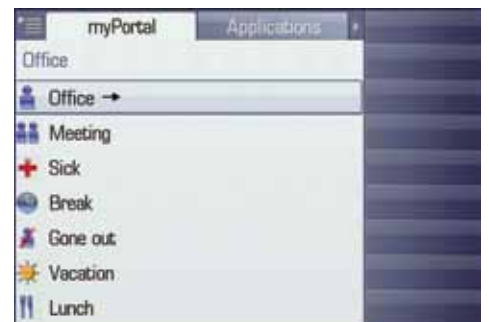 myPortal Applications
Office
Office →
Meeting
Sick
Break
Gone out
Vacation
Lunch